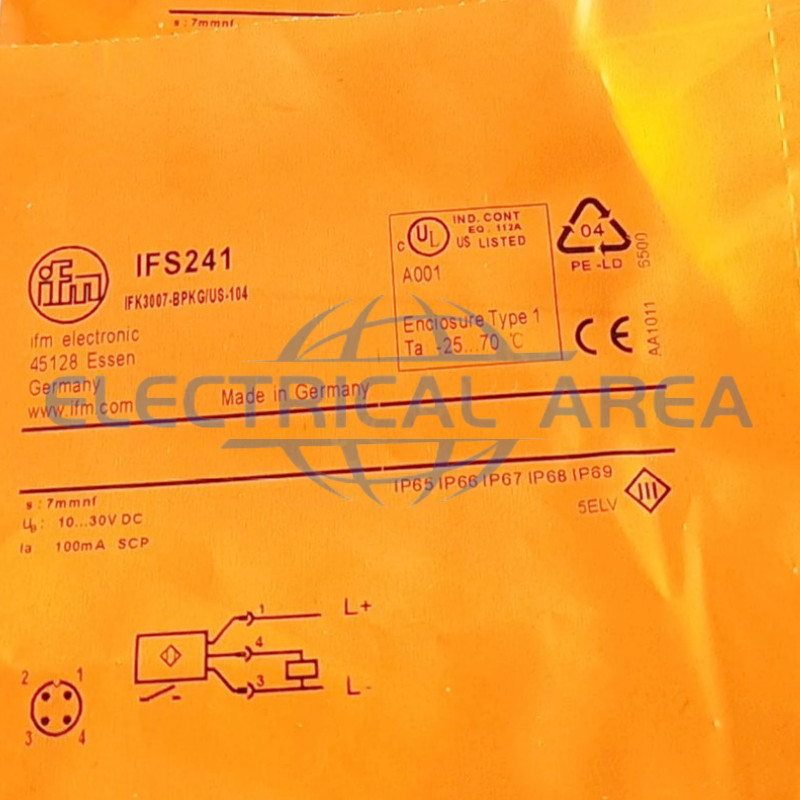 s : 7mmnf
ifm
IFS241
IFK3007-BPKG/US-104
ifm electronic
45128 Essen
Germany
www.ifm.com
Made in Germany
C UL US LISTED
IND. CONT
EQ. 112A
A001
Enclosure Type 1
Ta -25...70 °C
04
PE-LD
CE
AA1011
6500
ELECTRICAL AREA
s : 7mmnf
UB: 10...30V DC
Ia 100mA SCP
IP65 IP66 IP67 IP68 IP69
5ELV
III
1 L+
4
3 L-
2 1
3 4